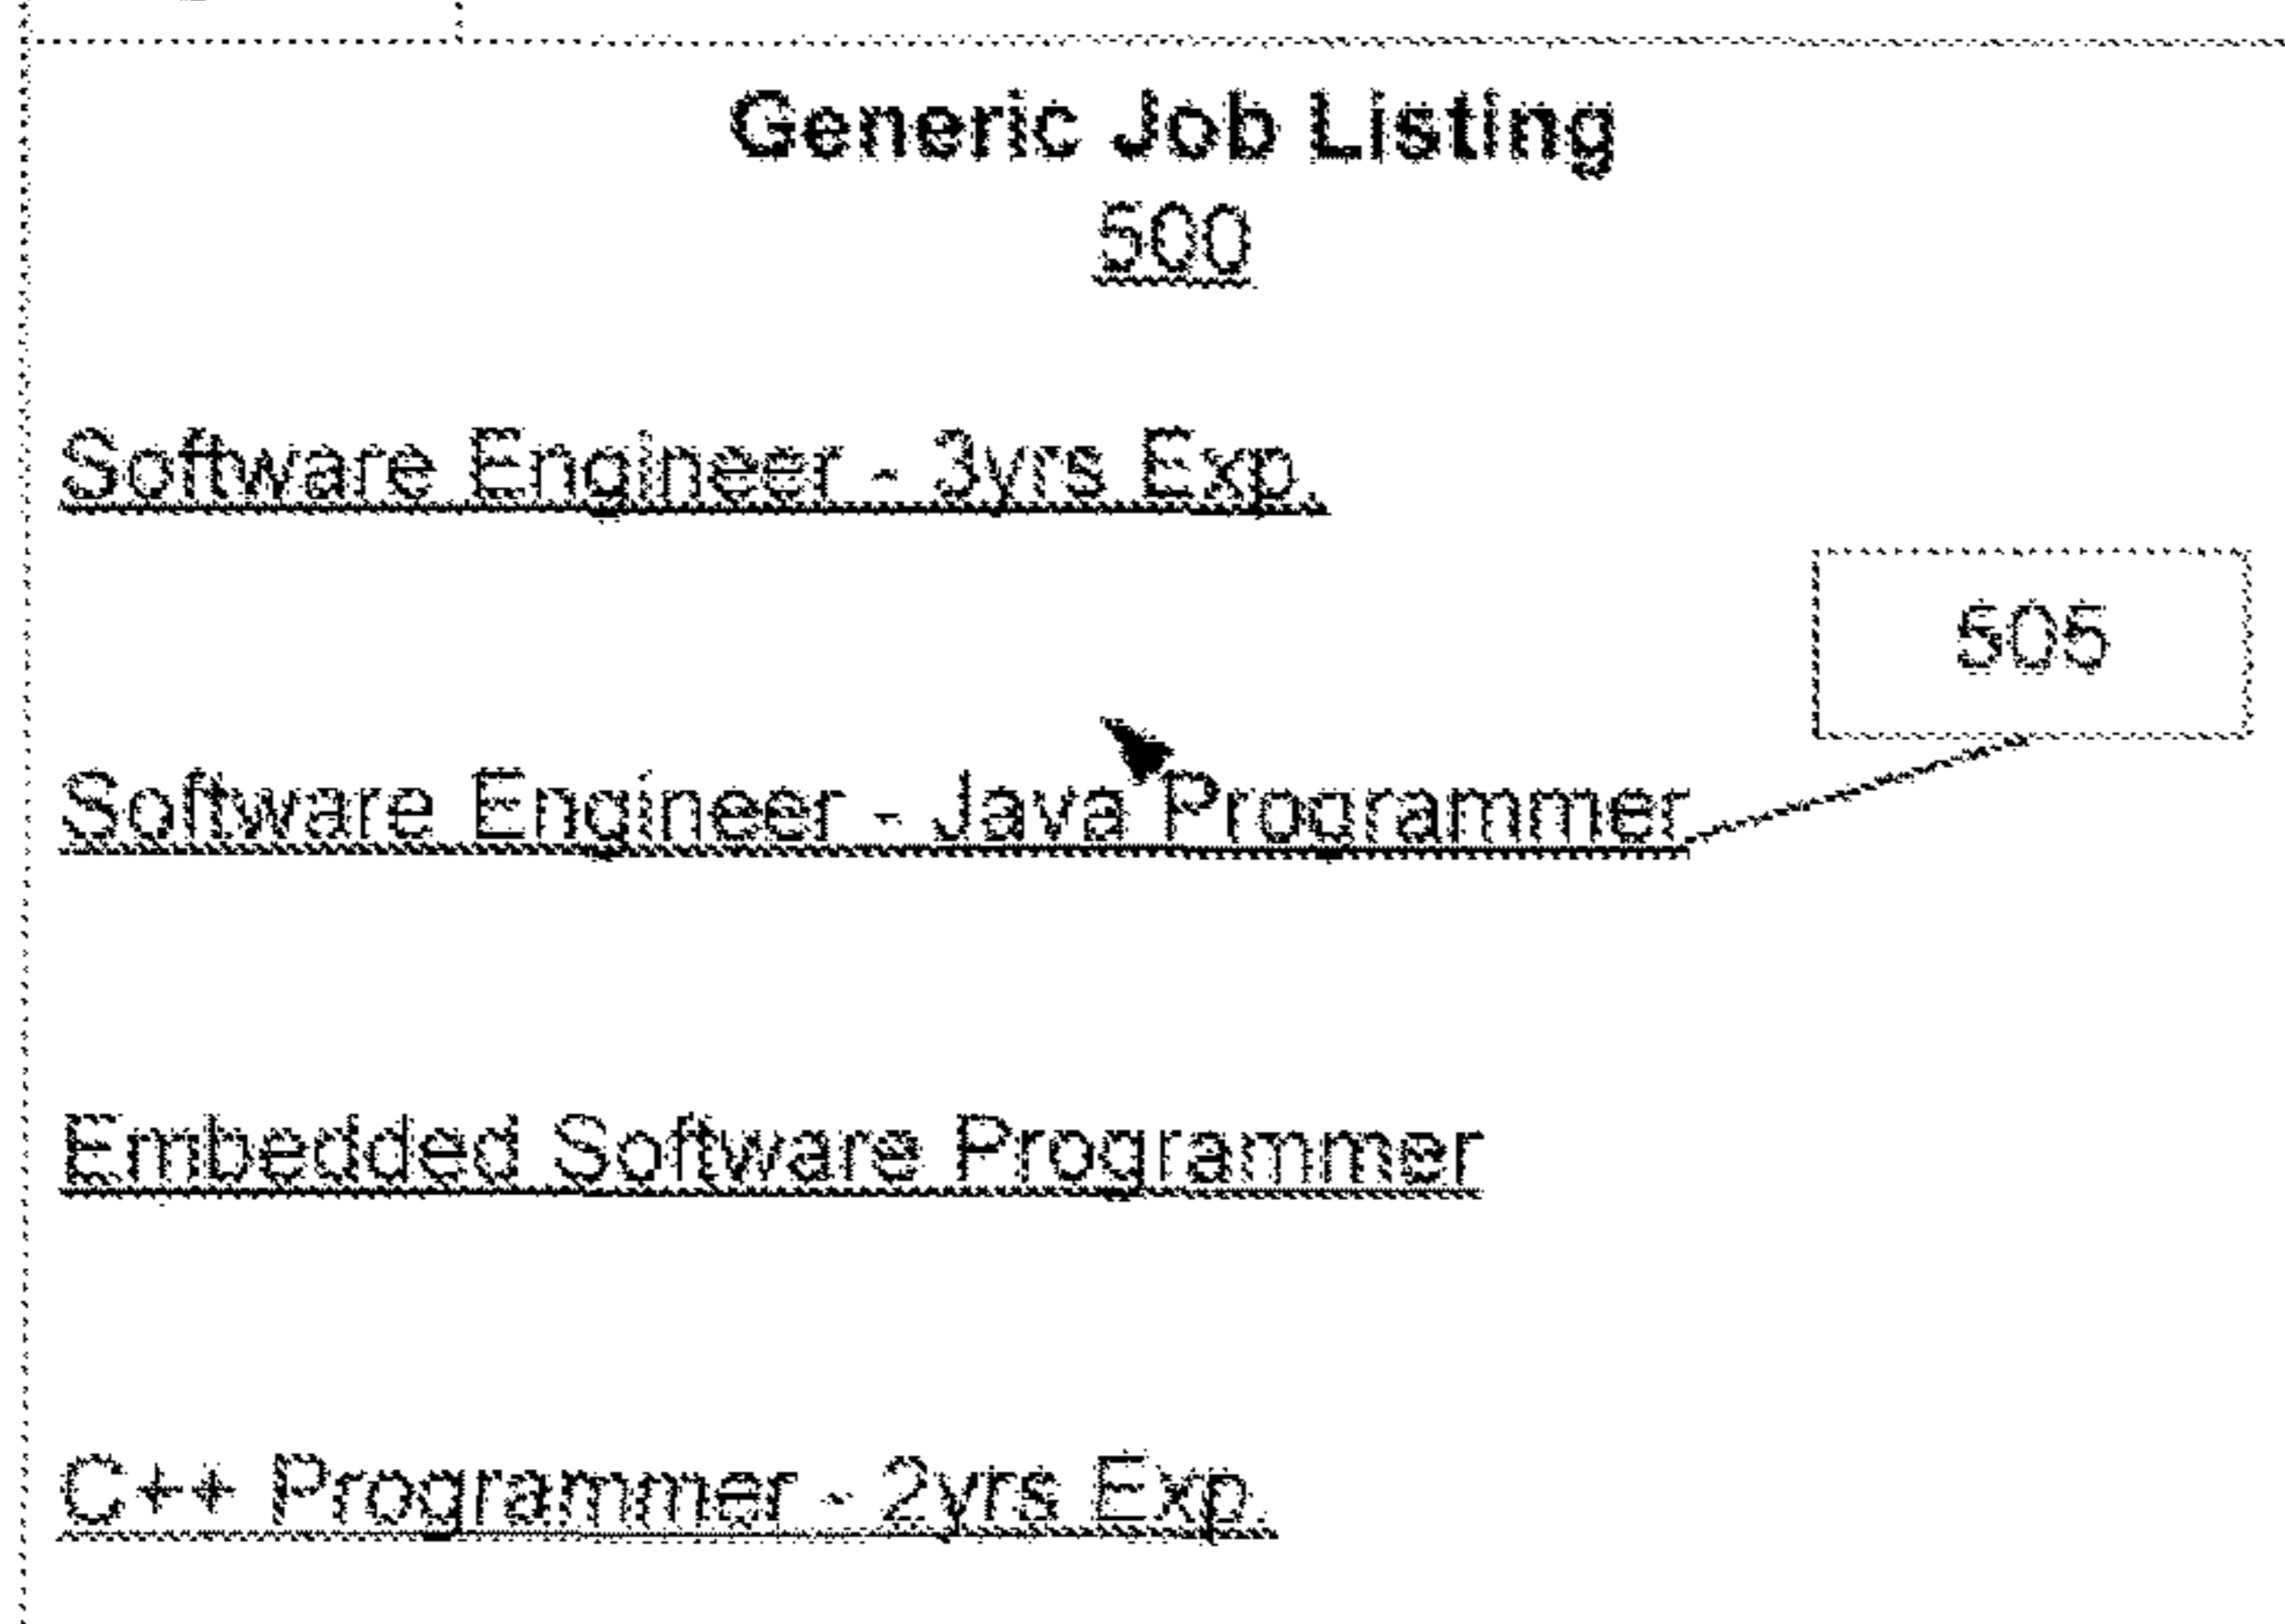 Generic Job Listing
500
Software Engineer - 3yrs Exp.
505
Software Engineer - Java Programmer
Embedded Software Programmer
C++ Programmer - 2yrs Exp.